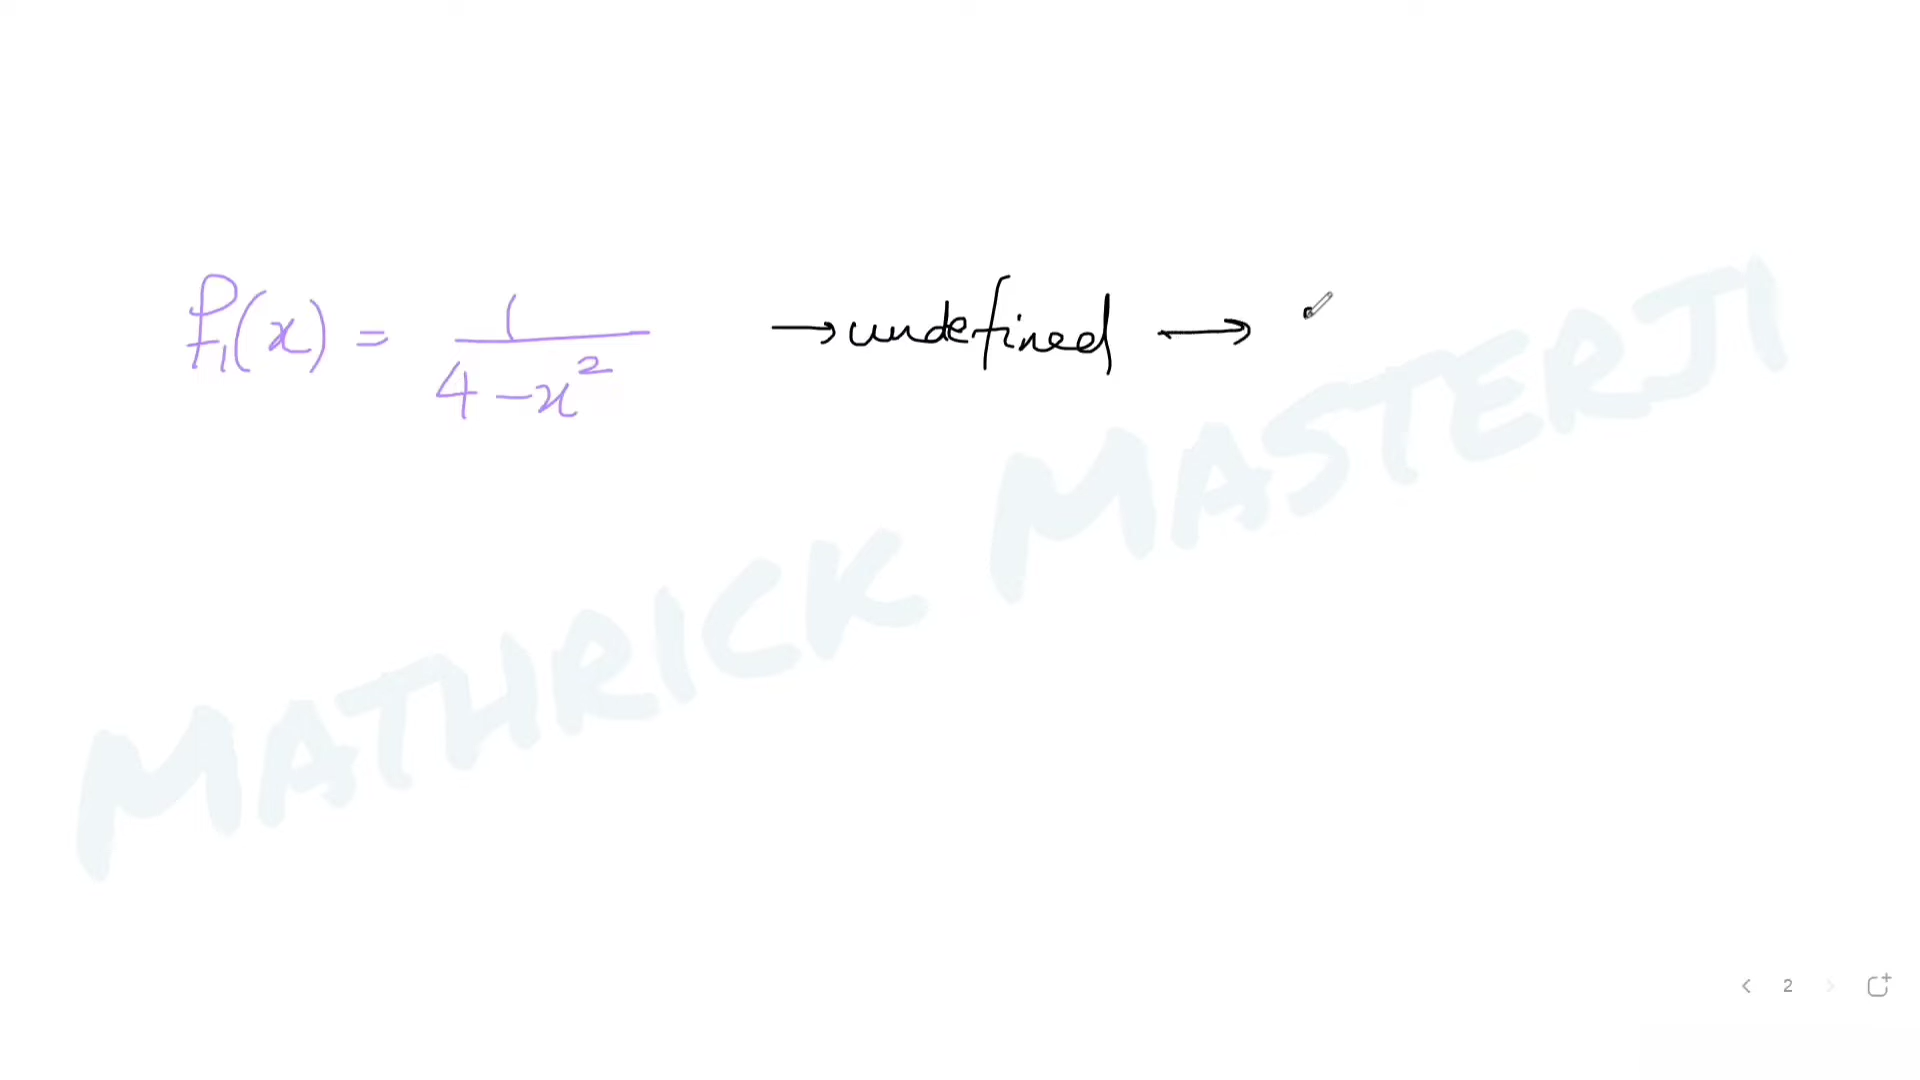 f₁(x) = 1/(4-x²) → undefined →
MATHRICK MASTERJI
2